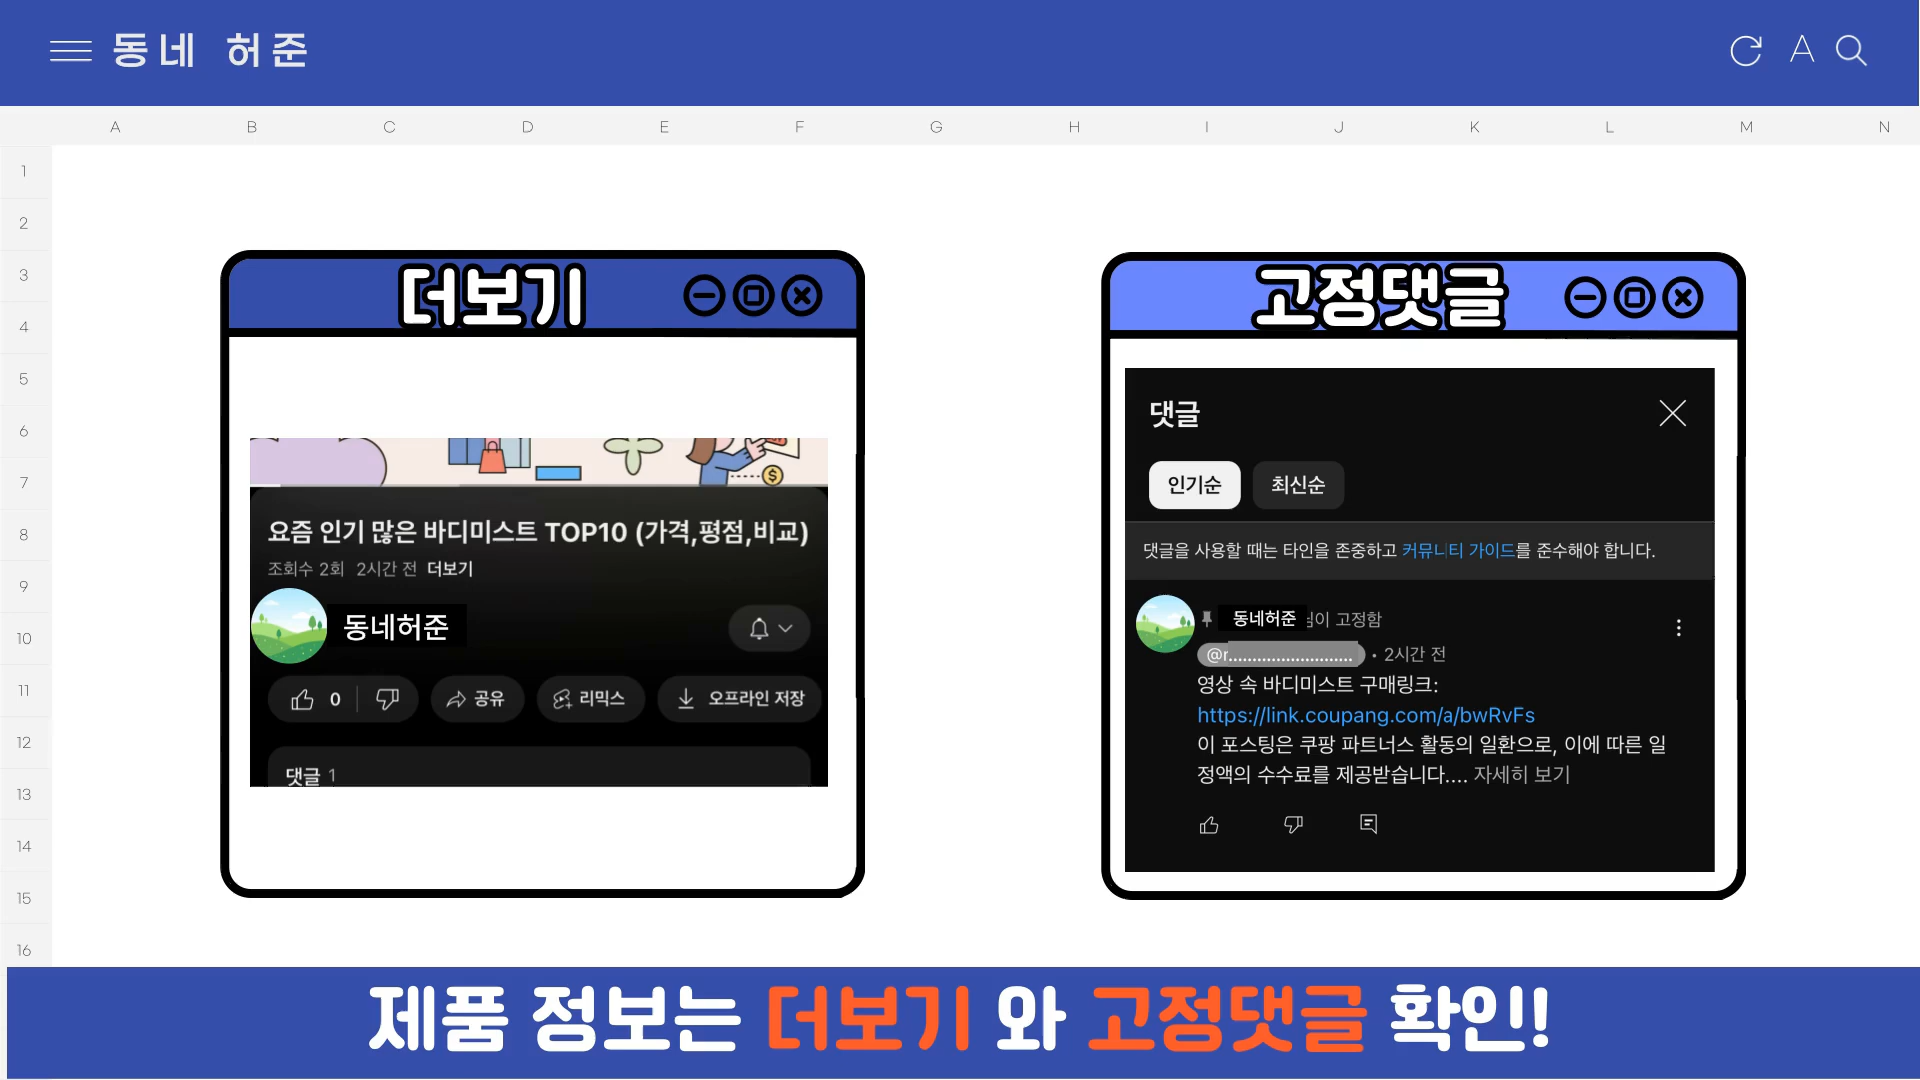 동네 허준
A
A B C D E F G H I J K L M N
1
2
3
4
5
6
7
8
9
10
11
12
13
14
15
16
더보기
요즘 인기 많은 바디미스트 TOP10 (가격,평점,비교)
조회수 2회 2시간 전 더보기
동네허준
0 공유 리믹스 오프라인 저장
댓글 1
고정댓글
댓글
인기순 최신순
댓글을 사용할 때는 타인을 존중하고 커뮤니티 가이드를 준수해야 합니다.
동네허준 님이 고정함
@r.......................... • 2시간 전
영상 속 바디미스트 구매링크:
https://link.coupang.com/a/bwRvFs
이 포스팅은 쿠팡 파트너스 활동의 일환으로, 이에 따른 일
정액의 수수료를 제공받습니다.... 자세히 보기
제품 정보는 더보기 와 고정댓글 확인!